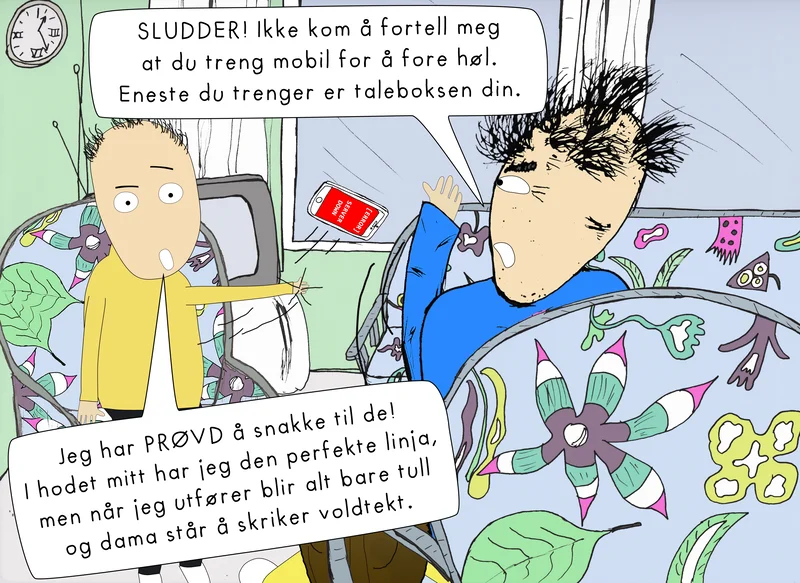 SLUDDER! Ikke kom å fortell meg
at du treng mobil for å fore høl.
Eneste du trenger er taleboksen din.
[ERROR]
SERVER
DOWN
Jeg har PRØVD å snakke til de!
I hodet mitt har jeg den perfekte linja,
men når jeg utfører blir alt bare tull
og dama står å skriker voldtekt.